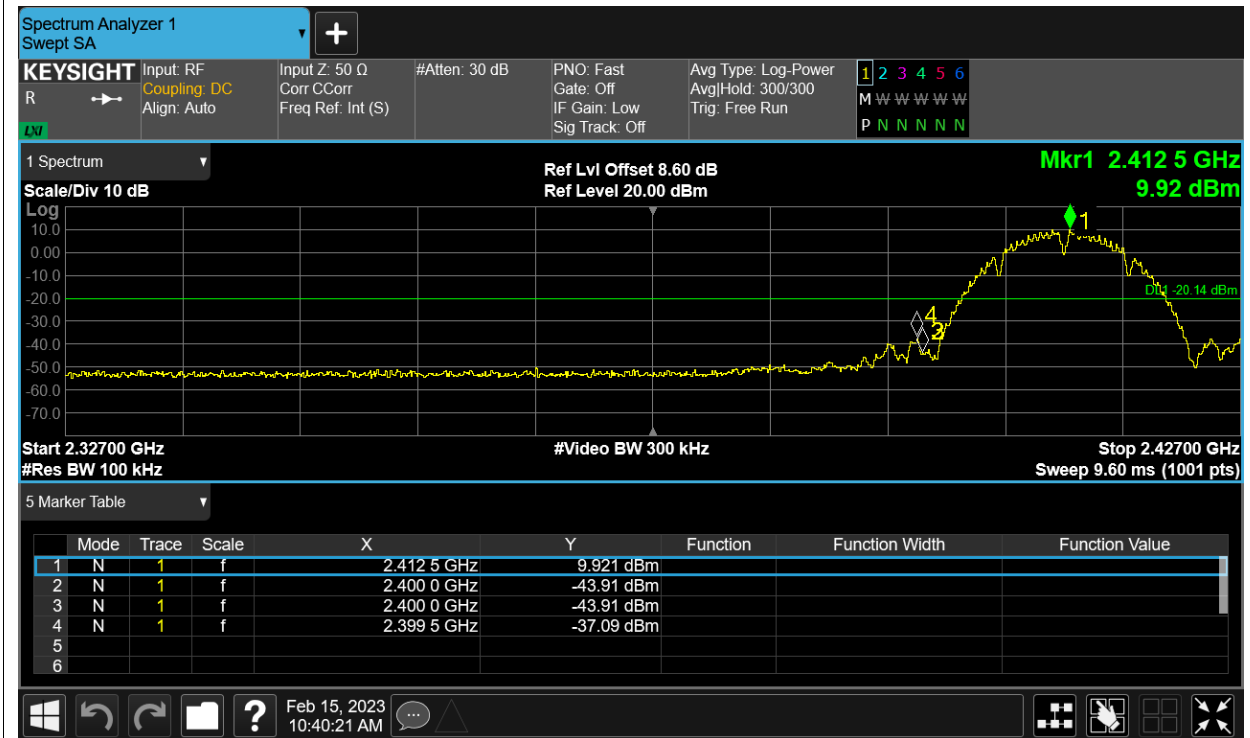 Spectrum Analyzer 1
Swept SA
KEYSIGHT Input: RF Input Z: 50 Ω #Atten: 30 dB PNO: Fast Avg Type: Log-Power 1 2 3 4 5 6
R Coupling: DC Corr CCorr Gate: Off Avg|Hold: 300/300 M W W W W W W
Align: Auto Freq Ref: Int (S) IF Gain: Low Trig: Free Run P N N N N N N
LXI Sig Track: Off
1 Spectrum Ref Lvl Offset 8.60 dB Mkr1 2.412 5 GHz
Scale/Div 10 dB Ref Level 20.00 dBm 9.92 dBm
Log
10.0
0.00
-10.0
-20.0
-30.0
-40.0
-50.0
-60.0
-70.0
1
DL1 -20.14 dBm
4
2
Start 2.32700 GHz #Video BW 300 kHz Stop 2.42700 GHz
#Res BW 100 kHz Sweep 9.60 ms (1001 pts)
5 Marker Table
Mode Trace Scale X Y Function Function Width Function Value
1 N 1 f 2.412 5 GHz 9.921 dBm
2 N 1 f 2.400 0 GHz -43.91 dBm
3 N 1 f 2.400 0 GHz -43.91 dBm
4 N 1 f 2.399 5 GHz -37.09 dBm
5
6
? Feb 15, 2023
10:40:21 AM